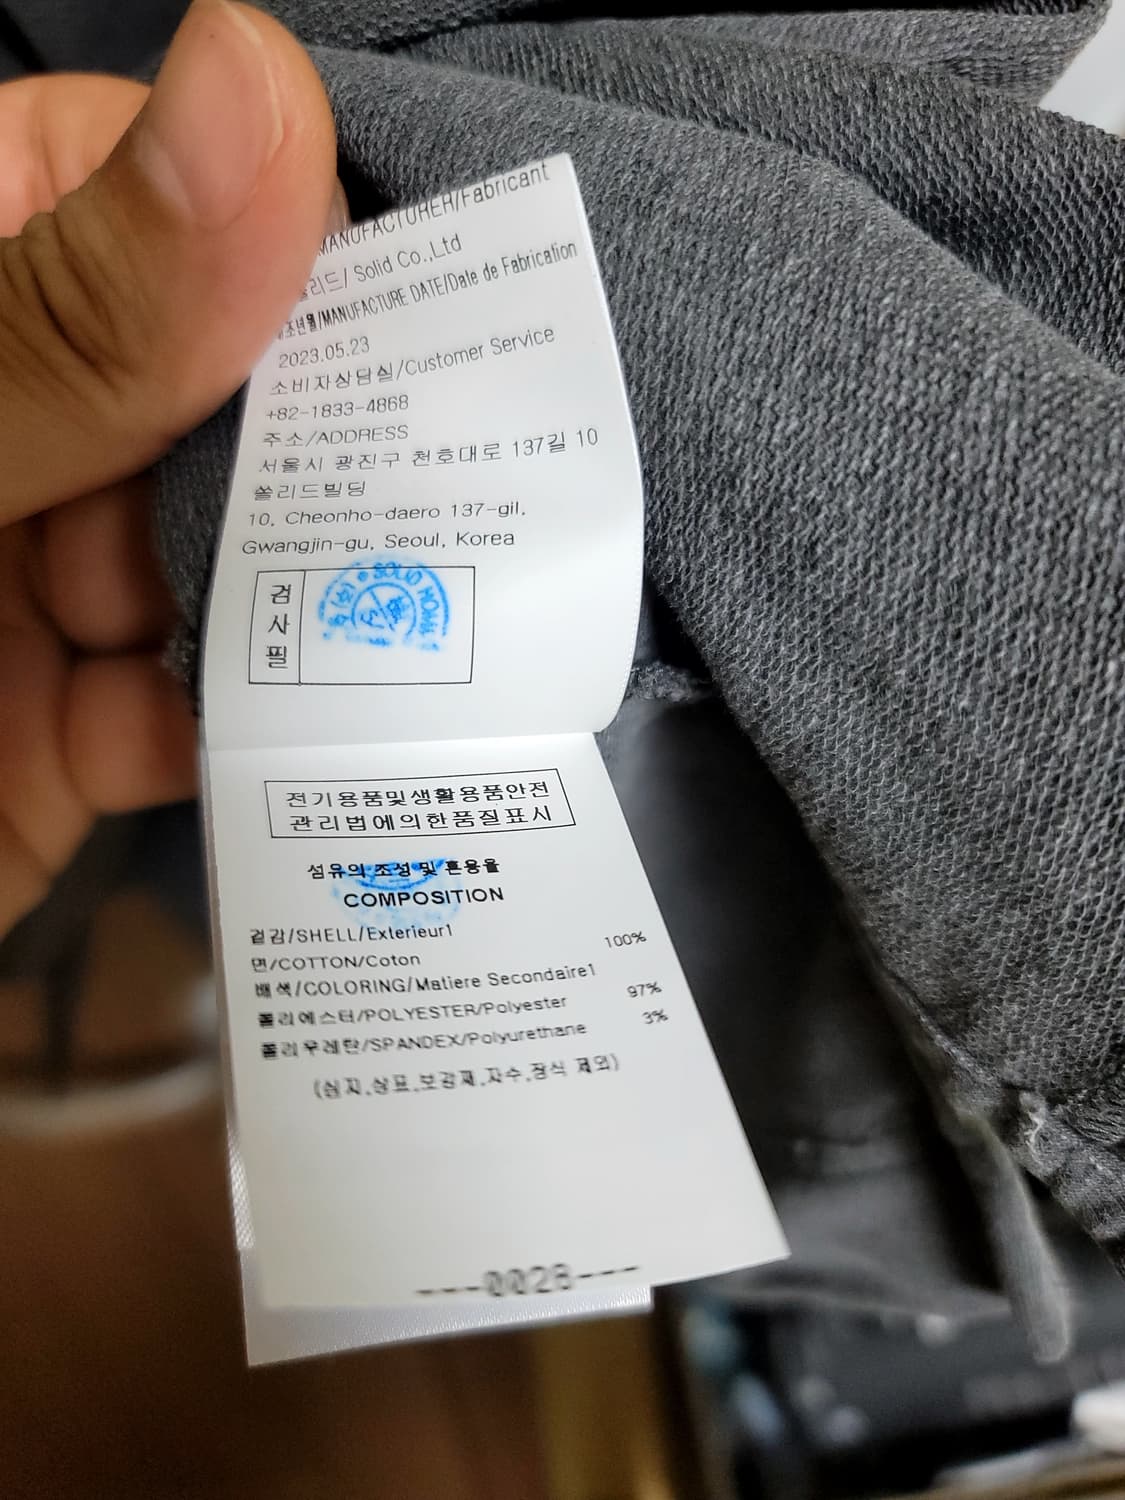 MANUFACTURER/Fabricant
Solid Co.,Ltd
제조년월/MANUFACTURE DATE/Date de Fabrication
2023.05.23
소비자상담실/Customer Service
+82-1833-4868
주소/ADDRESS
서울시 광진구 천호대로 137길 10
쏠리드빌딩
10, Cheonho-daero 137-gil,
Gwangjin-gu, Seoul, Korea
검사필
SOLID HOMM
전기용품및생활용품안전
관리법에의한품질표시
섬유의 조성 및 혼용율
COMPOSITION
겉감/SHELL/Exterieur1
면/COTTON/Coton 100%
배색/COLORING/Matiere Secondaire1
폴리에스터/POLYESTER/Polyester 97%
폴리우레탄/SPANDEX/Polyurethane 3%
(심지,상표,보강재,자수,장식 제외)
---0028---